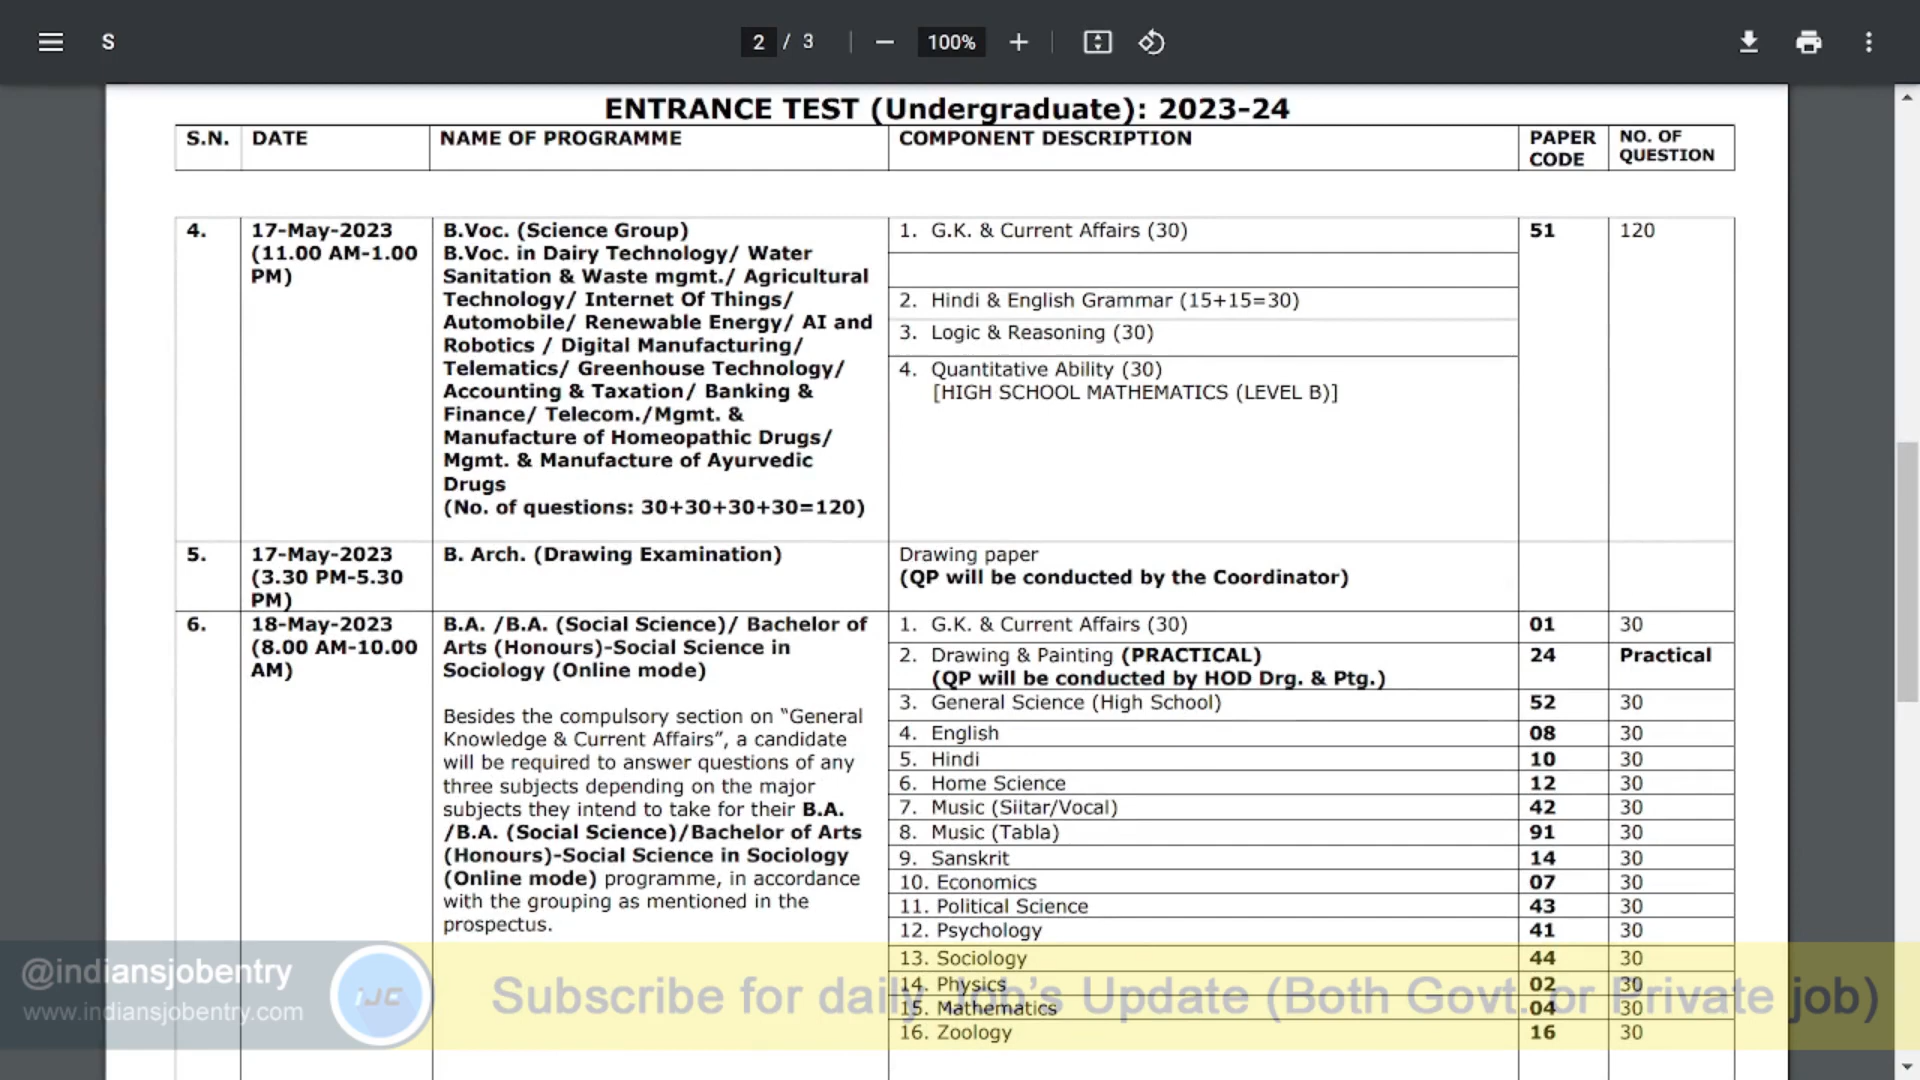 S
2 / 3
100%
ENTRANCE TEST (Undergraduate): 2023-24
S.N. DATE NAME OF PROGRAMME COMPONENT DESCRIPTION PAPER CODE NO. OF QUESTION
4.
17-May-2023
(11.00 AM-1.00
PM)
B.Voc. (Science Group)
B.Voc. in Dairy Technology/ Water
Sanitation & Waste mgmt./ Agricultural
Technology/ Internet Of Things/
Automobile/ Renewable Energy/ AI and
Robotics / Digital Manufacturing/
Telematics/ Greenhouse Technology/
Accounting & Taxation/ Banking &
Finance/ Telecom./Mgmt. &
Manufacture of Homeopathic Drugs/
Mgmt. & Manufacture of Ayurvedic
Drugs
(No. of questions: 30+30+30+30=120)
1. G.K. & Current Affairs (30)
2. Hindi & English Grammar (15+15=30)
3. Logic & Reasoning (30)
4. Quantitative Ability (30)
[HIGH SCHOOL MATHEMATICS (LEVEL B)]
51
120
5.
17-May-2023
(3.30 PM-5.30
PM)
B. Arch. (Drawing Examination)
Drawing paper
(QP will be conducted by the Coordinator)
6.
18-May-2023
(8.00 AM-10.00
AM)
B.A. /B.A. (Social Science)/ Bachelor of
Arts (Honours)-Social Science in
Sociology (Online mode)
Besides the compulsory section on “General
Knowledge & Current Affairs”, a candidate
will be required to answer questions of any
three subjects depending on the major
subjects they intend to take for their B.A.
/B.A. (Social Science)/Bachelor of Arts
(Honours)-Social Science in Sociology
(Online mode) programme, in accordance
with the grouping as mentioned in the
prospectus.
1. G.K. & Current Affairs (30) 01 30
2. Drawing & Painting (PRACTICAL) 24 Practical
(QP will be conducted by HOD Drg. & Ptg.)
3. General Science (High School) 52 30
4. English 08 30
5. Hindi 10 30
6. Home Science 12 30
7. Music (Siitar/Vocal) 42 30
8. Music (Tabla) 91 30
9. Sanskrit 14 30
10. Economics 07 30
11. Political Science 43 30
12. Psychology 41 30
13. Sociology 44 30
14. Physics 02 30
15. Mathematics 04 30
16. Zoology 16 30
@indiansjobentry
www.indiansjobentry.com
iJC
Subscribe for daily Job's Update (Both Govt. or Private job)